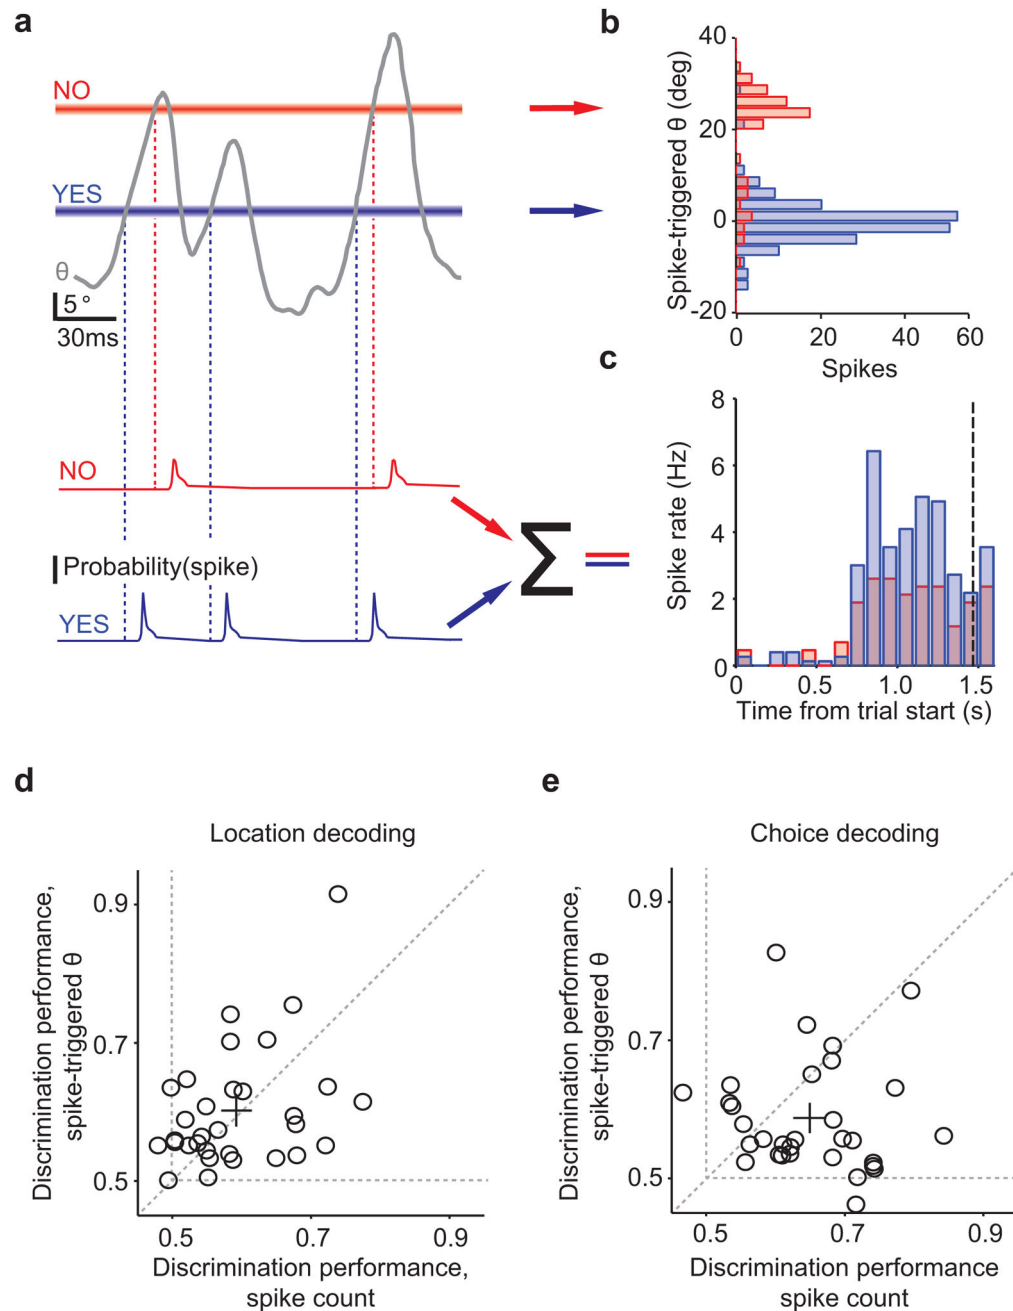 a
NO
YES
θ
5°
30ms
NO
Probability(spike)
YES
Σ
=
b
Spike-triggered θ (deg)
40
20
0
-20
0
20
40
60
Spikes
c
Spike rate (Hz)
8
6
4
2
0
0
0.5
1.0
1.5
Time from trial start (s)
d
Location decoding
Discrimination performance,
spike-triggered θ
0.9
0.7
0.5
0.5
0.7
0.9
Discrimination performance,
spike count
e
Choice decoding
Discrimination performance,
spike-triggered θ
0.9
0.7
0.5
0.5
0.7
0.9
Discrimination performance
spike count